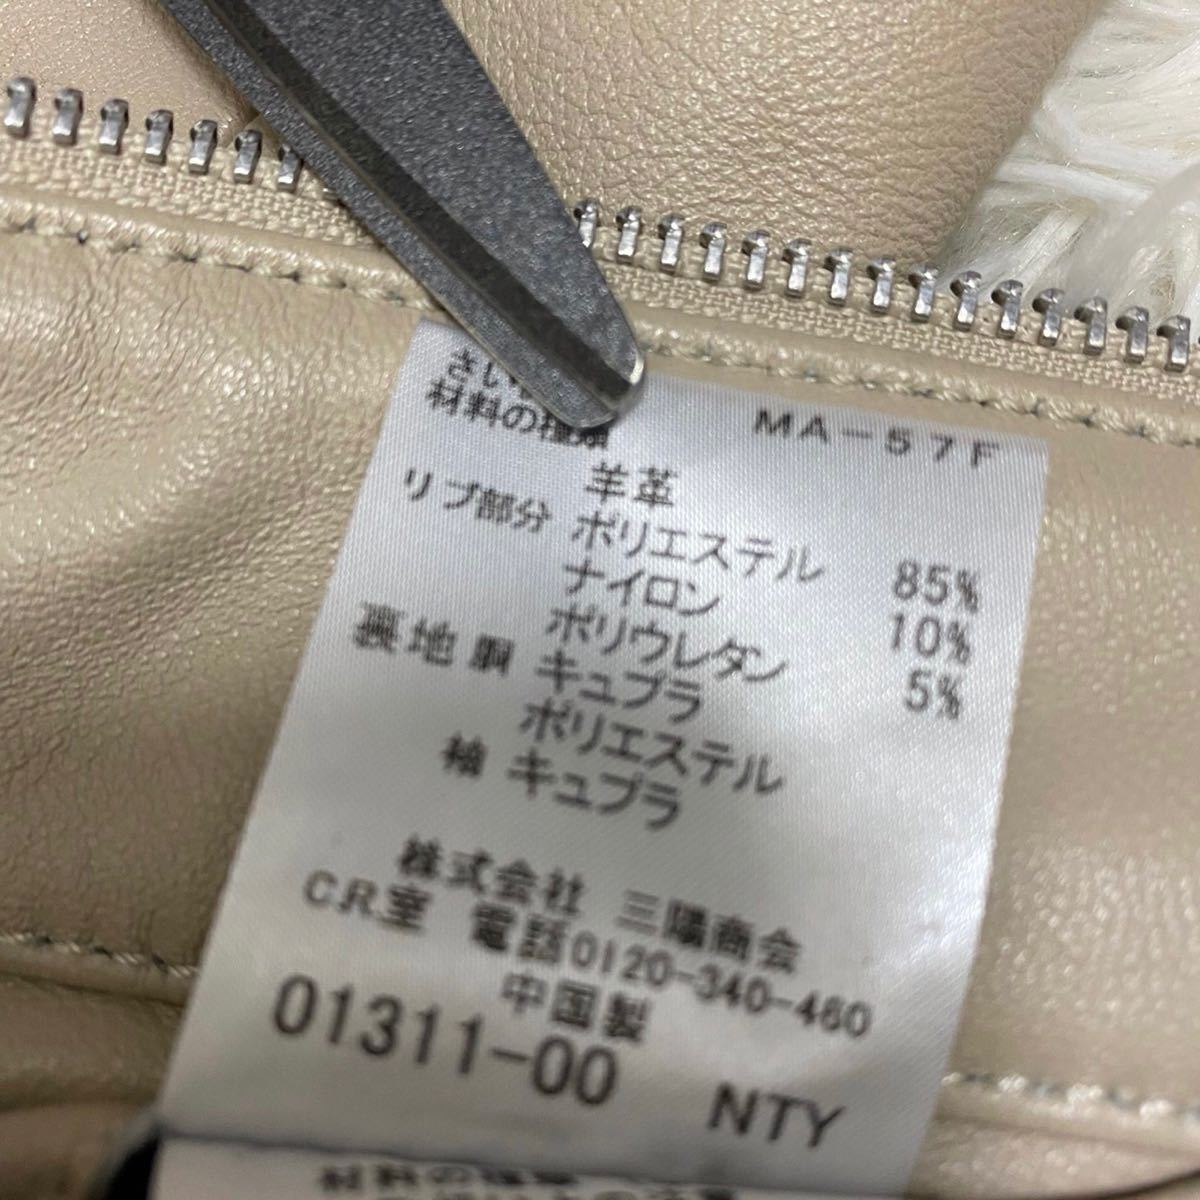 MA-57F
材料の種類
羊革
リブ部分 ポリエステル 85%
ナイロン 10%
ポリウレタン 5%
裏地 胴 キュプラ
ポリエステル
袖 キュプラ
株式会社 三陽商会
C.R.室 電話0120-340-460
中国製
01311-00 NTY